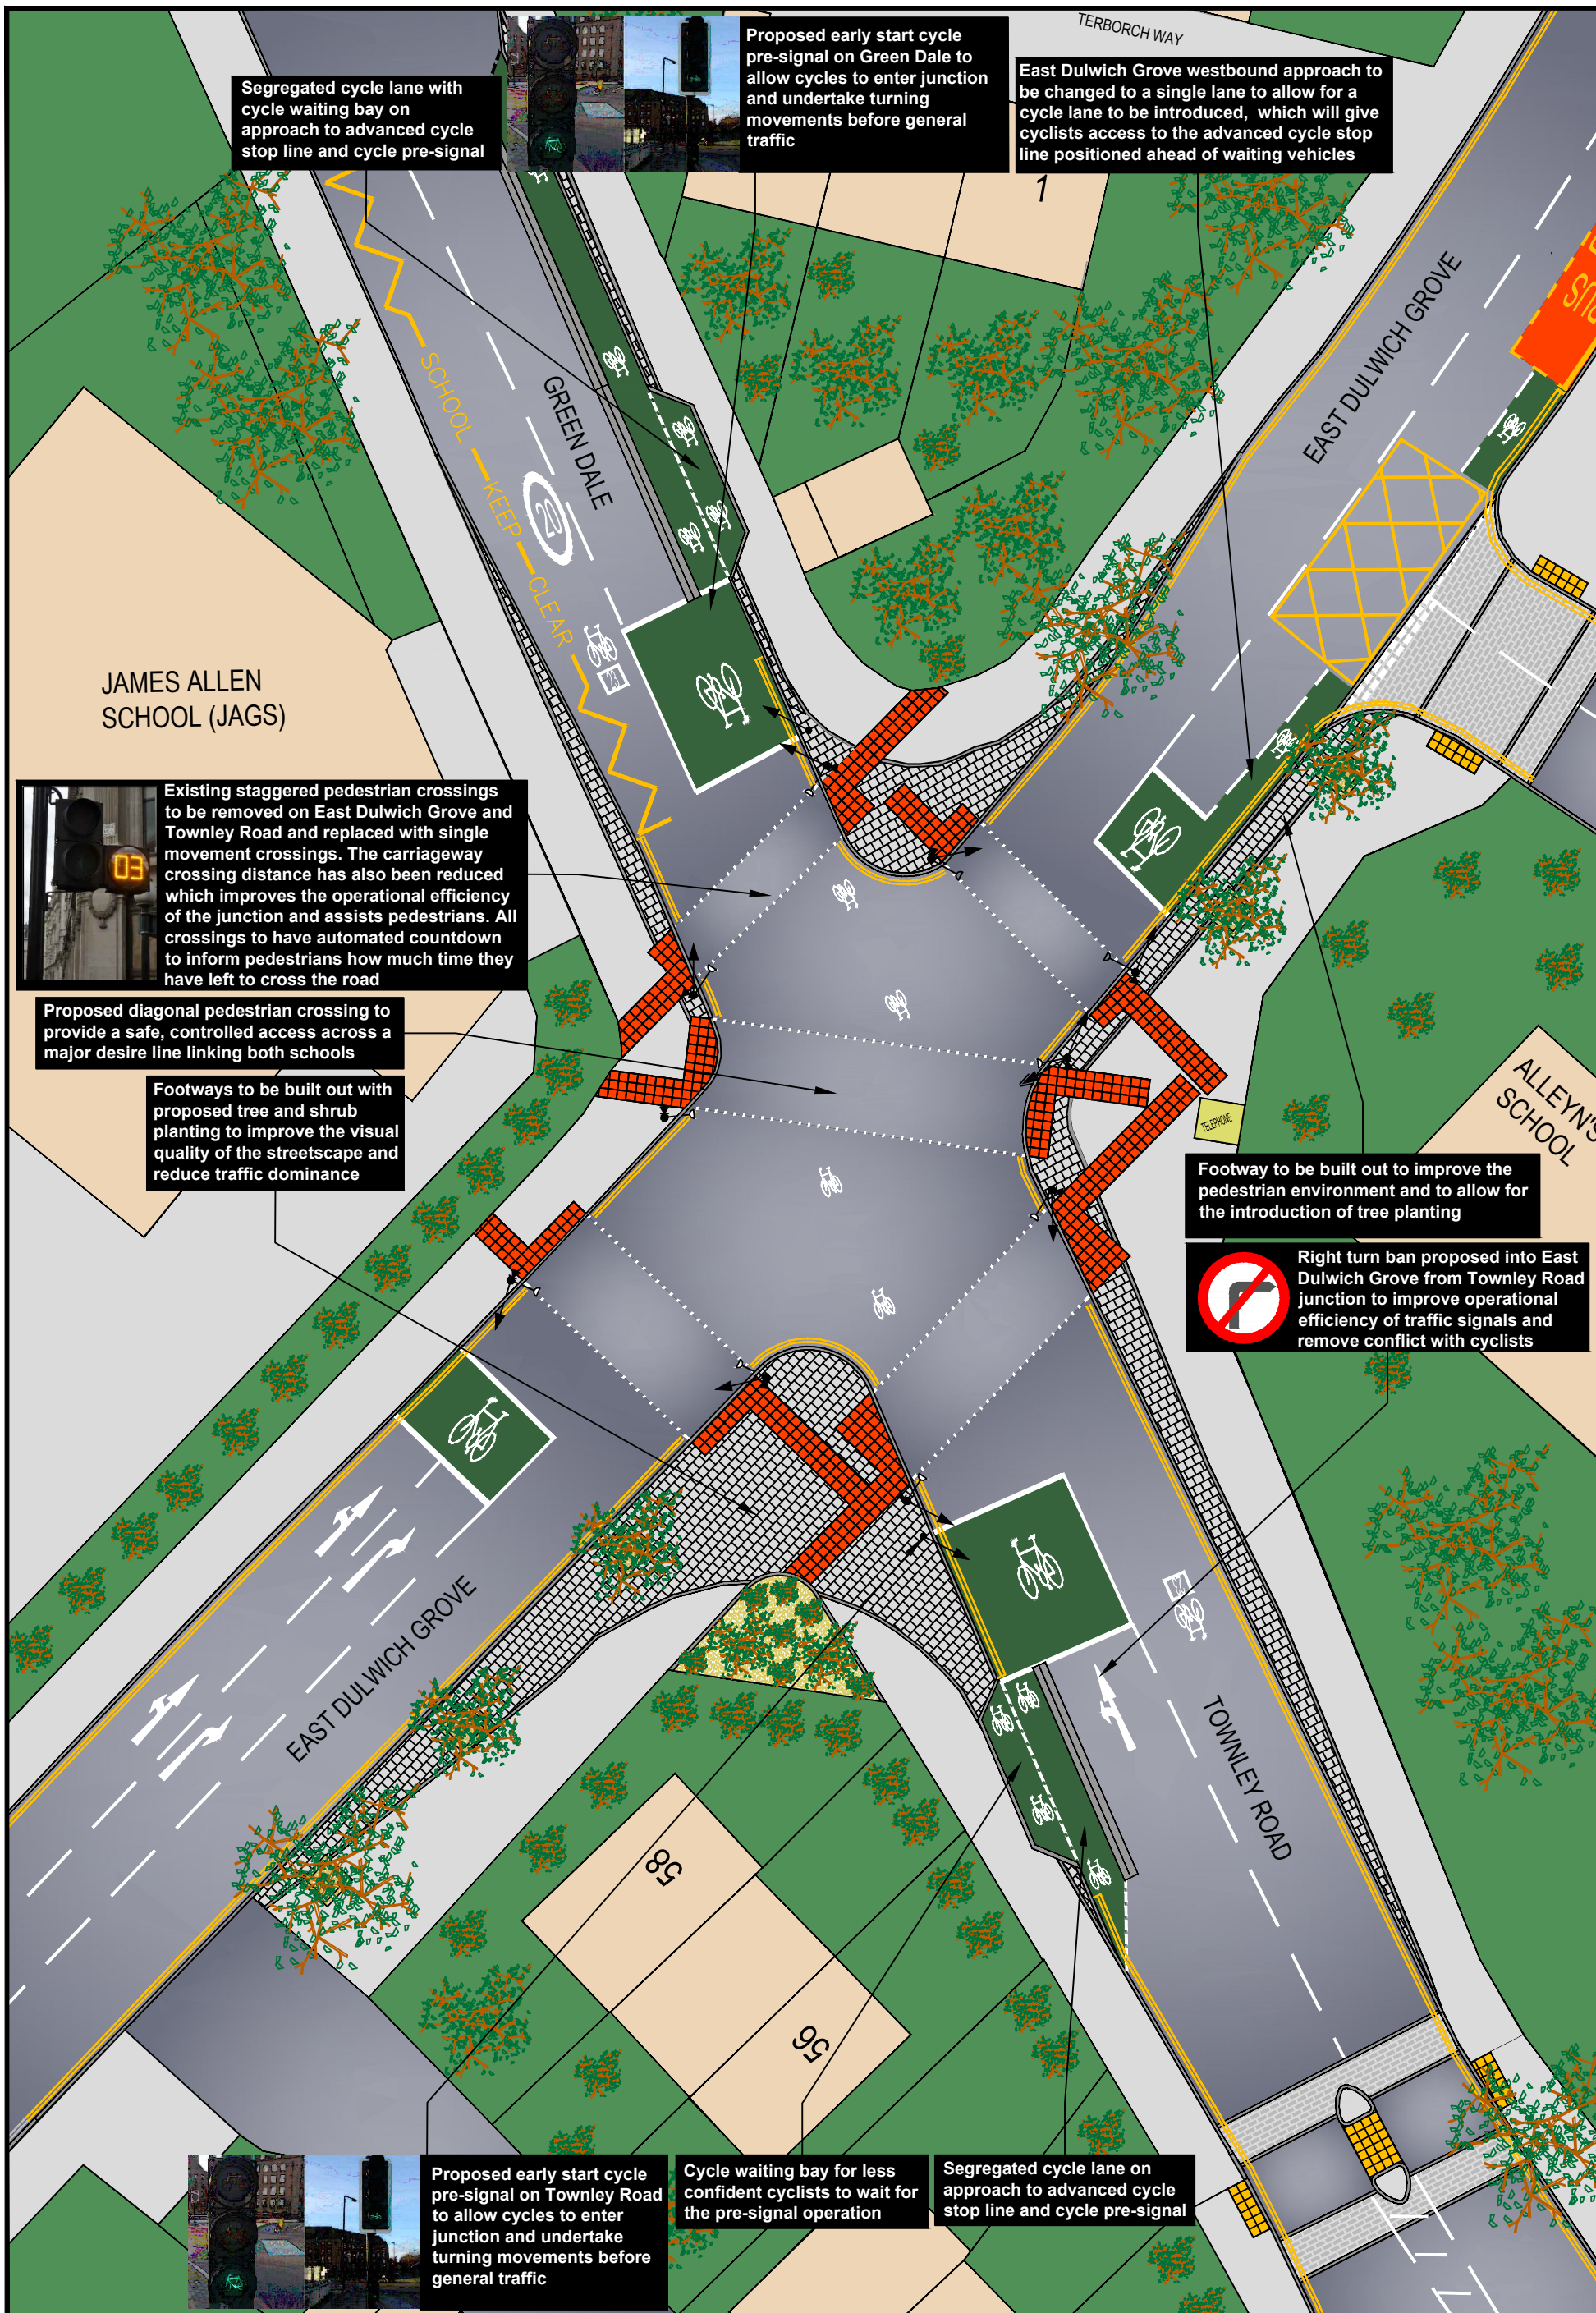 TERBORCH WAY
Proposed early start cycle
pre-signal on Green Dale to
allow cycles to enter junction
and undertake turning
movements before general
traffic
Segregated cycle lane with
cycle waiting bay on
approach to advanced cycle
stop line and cycle pre-signal
East Dulwich Grove westbound approach to
be changed to a single lane to allow for a
cycle lane to be introduced, which will give
cyclists access to the advanced cycle stop
line positioned ahead of waiting vehicles
1
EAST DULWICH GROVE
SCHOOL KEEP CLEAR
GREEN DALE
20
23
JAMES ALLEN
SCHOOL (JAGS)
03
Existing staggered pedestrian crossings
to be removed on East Dulwich Grove and
Townley Road and replaced with single
movement crossings. The carriageway
crossing distance has also been reduced
which improves the operational efficiency
of the junction and assists pedestrians. All
crossings to have automated countdown
to inform pedestrians how much time they
have left to cross the road
Proposed diagonal pedestrian crossing to
provide a safe, controlled access across a
major desire line linking both schools
Footways to be built out with
proposed tree and shrub
planting to improve the visual
quality of the streetscape and
reduce traffic dominance
TELEPHONE
ALLEYN'S
SCHOOL
Footway to be built out to improve the
pedestrian environment and to allow for
the introduction of tree planting
Right turn ban proposed into East
Dulwich Grove from Townley Road
junction to improve operational
efficiency of traffic signals and
remove conflict with cyclists
23
EAST DULWICH GROVE
TOWNLEY ROAD
58
56
Proposed early start cycle
pre-signal on Townley Road
to allow cycles to enter
junction and undertake
turning movements before
general traffic
Cycle waiting bay for less
confident cyclists to wait for
the pre-signal operation
Segregated cycle lane on
approach to advanced cycle
stop line and cycle pre-signal